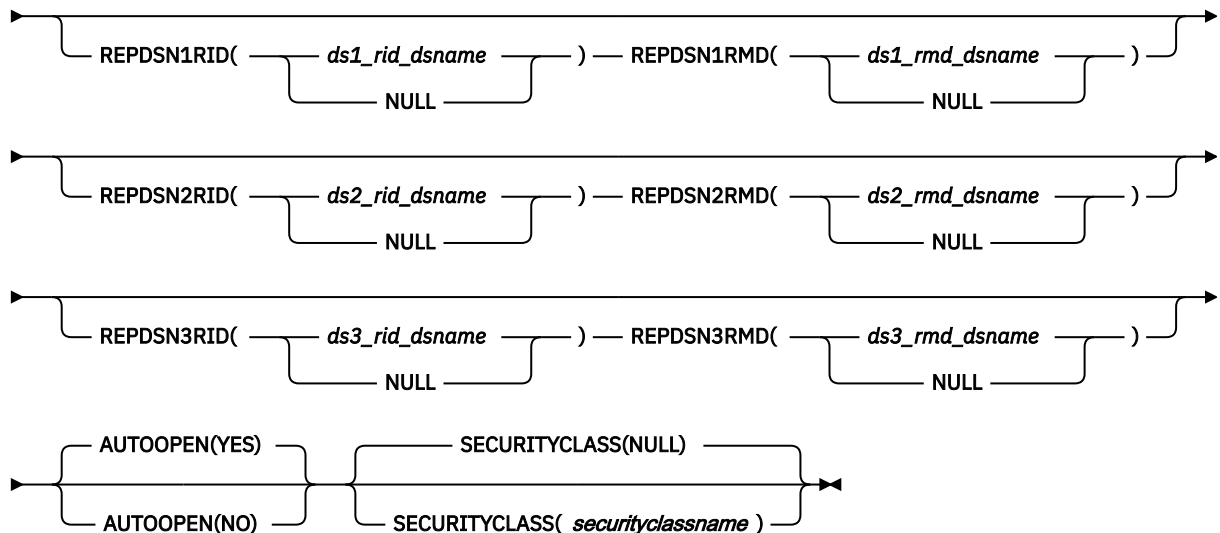 REPDSN1RID( ds1_rid_dsname ) REPDSN1RMD( ds1_rmd_dsname )
NULL NULL
REPDSN2RID( ds2_rid_dsname ) REPDSN2RMD( ds2_rmd_dsname )
NULL NULL
REPDSN3RID( ds3_rid_dsname ) REPDSN3RMD( ds3_rmd_dsname )
NULL NULL
AUTOOPEN(YES) SECURITYCLASS(NULL)
AUTOOPEN(NO) SECURITYCLASS( securityclassname )